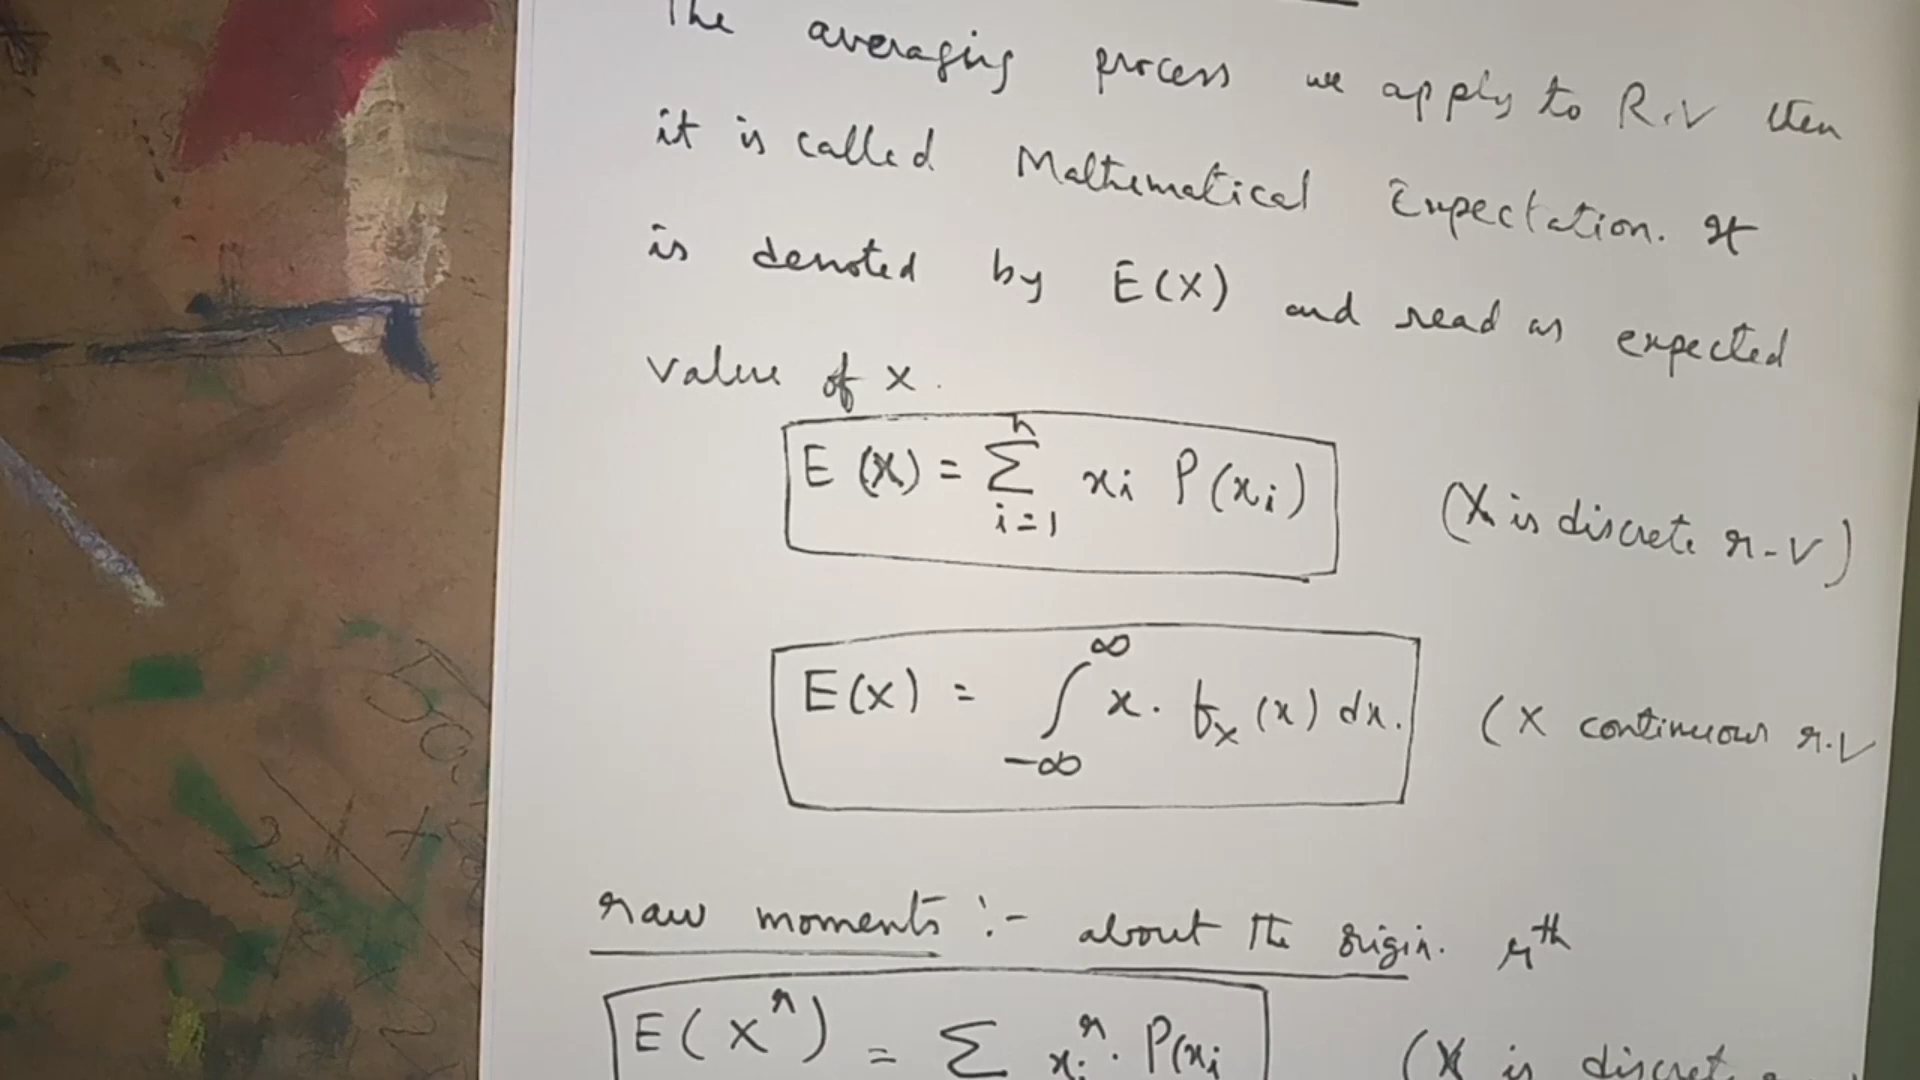 The averaging process we apply to R.V then
it is called Mathematical Expectation. It
is denoted by E(X) and read as expected
value of x.
E(X) = ∑_{i=1}^{n} xi P(xi) (X is discrete r-v)
E(X) = ∫_{-∞}^{∞} x. f_x(x) dx. (X continuous r.v
raw moments :- about the origin. rth
E(X^r) = ∑ xi^r. P(xi (X is discrete